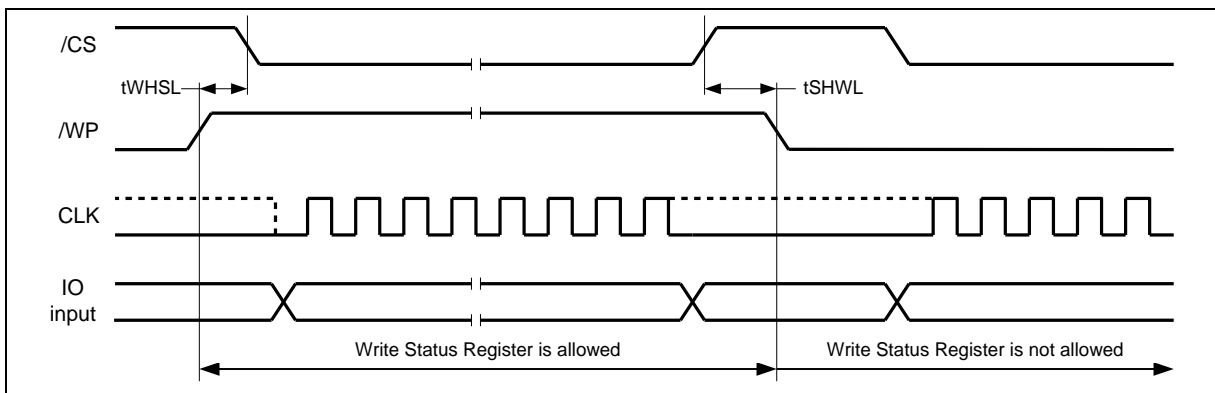 /CS
tWHSL
tSHWL
/WP
CLK
IO
input
Write Status Register is allowed
Write Status Register is not allowed